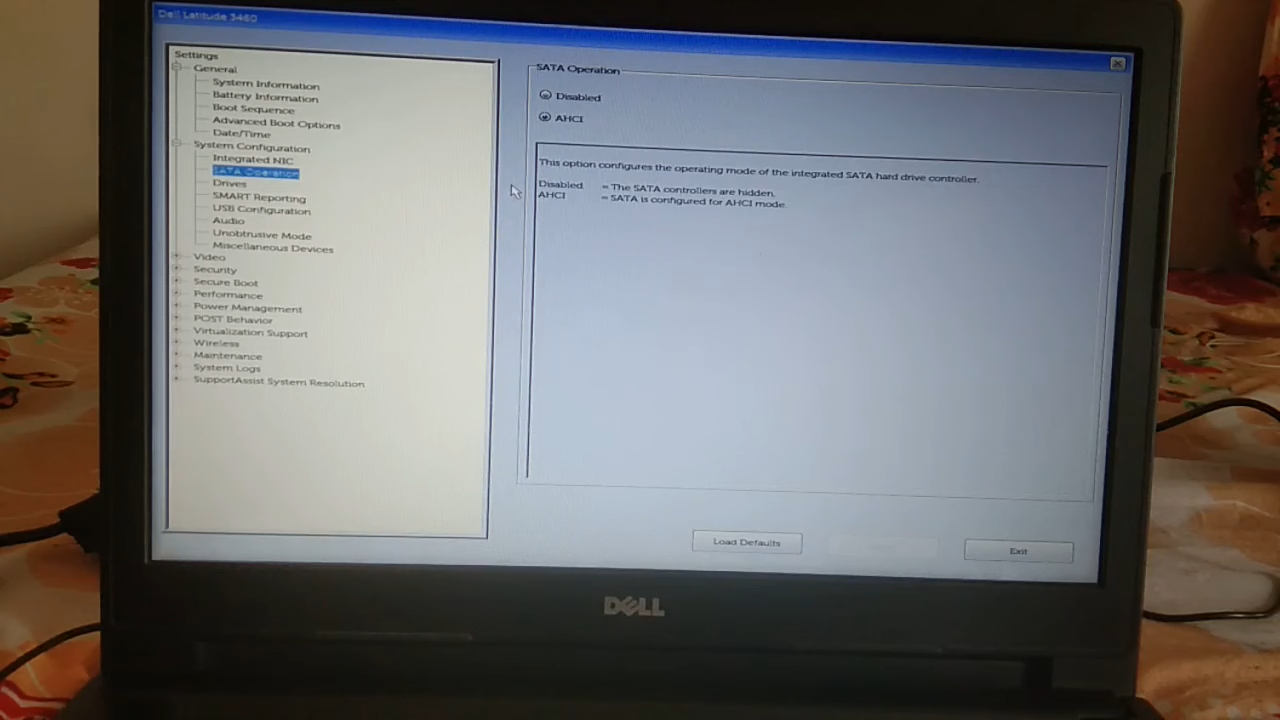 Dell Latitude 3460
Settings
General
System Information
Battery Information
Boot Sequence
Advanced Boot Options
Date/Time
System Configuration
Integrated NIC
SATA Operation
Drives
SMART Reporting
USB Configuration
Audio
Unobtrusive Mode
Miscellaneous Devices
Video
Security
Secure Boot
Performance
Power Management
POST Behavior
Virtualization Support
Wireless
Maintenance
System Logs
SupportAssist System Resolution
SATA Operation
Disabled
AHCI
This option configures the operating mode of the integrated SATA hard drive controller.
Disabled = The SATA controllers are hidden.
AHCI = SATA is configured for AHCI mode.
Load Defaults
Exit
DELL